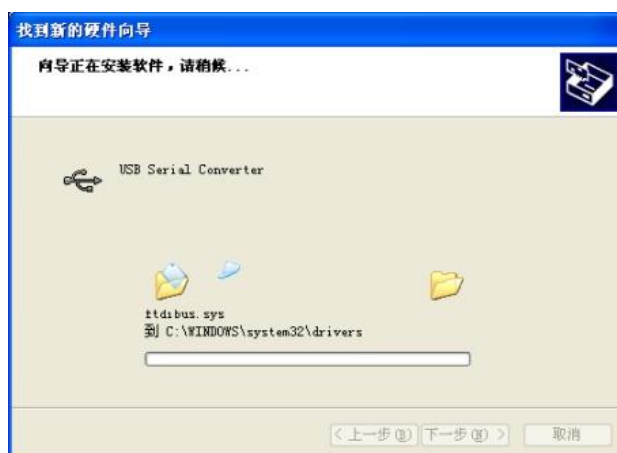 找到新的硬件向导
向导正在安装软件，请稍候...
USB Serial Converter
ftdibus.sys
到 C:\WINDOWS\system32\drivers
< 上一步(B) 下一步(N) > 取消